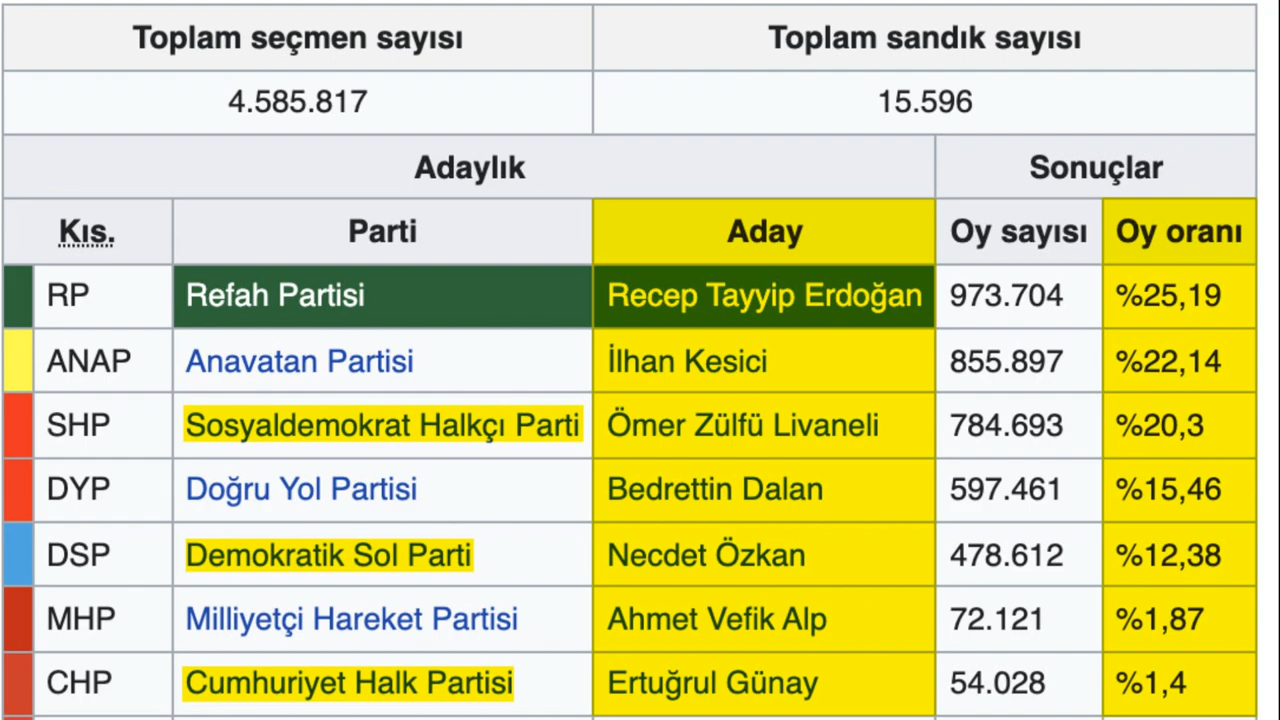 Toplam seçmen sayısı Toplam sandık sayısı
4.585.817 15.596
Adaylık Sonuçlar
Kıs. Parti Aday Oy sayısı Oy oranı
RP Refah Partisi Recep Tayyip Erdoğan 973.704 %25,19
ANAP Anavatan Partisi İlhan Kesici 855.897 %22,14
SHP Sosyaldemokrat Halkçı Parti Ömer Zülfü Livaneli 784.693 %20,3
DYP Doğru Yol Partisi Bedrettin Dalan 597.461 %15,46
DSP Demokratik Sol Parti Necdet Özkan 478.612 %12,38
MHP Milliyetçi Hareket Partisi Ahmet Vefik Alp 72.121 %1,87
CHP Cumhuriyet Halk Partisi Ertuğrul Günay 54.028 %1,4